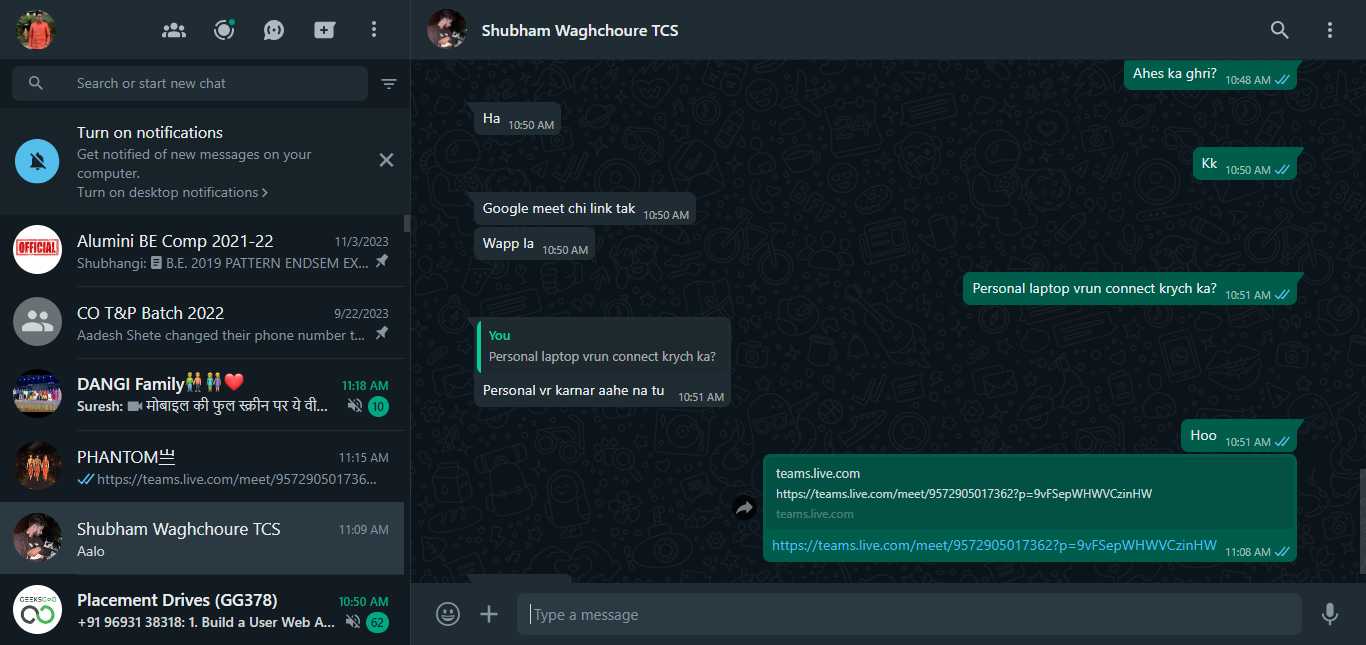 Search or start new chat
Turn on notifications
Get notified of new messages on your
computer.
Turn on desktop notifications >
OFFICIAL
Alumini BE Comp 2021-22
11/3/2023
Shubhangi: B.E. 2019 PATTERN ENDSEM EX...
CO T&P Batch 2022
9/22/2023
Aadesh Shete changed their phone number t...
DANGI Family👬👫❤️
11:18 AM
Suresh: मोबाइल की फुल स्क्रीन पर ये वी...
10
PHANTOM쁘
11:15 AM
https://teams.live.com/meet/957290501736...
Shubham Waghchoure TCS
11:09 AM
Aalo
Placement Drives (GG378)
10:50 AM
+91 96931 38318: 1. Build a User Web A...
62
Shubham Waghchoure TCS
Ahes ka ghri? 10:48 AM
Ha 10:50 AM
Kk 10:50 AM
Google meet chi link tak 10:50 AM
Wapp la 10:50 AM
Personal laptop vrun connect krych ka? 10:51 AM
You
Personal laptop vrun connect krych ka?
Personal vr karnar aahe na tu 10:51 AM
Hoo 10:51 AM
teams.live.com
https://teams.live.com/meet/9572905017362?p=9vFSepWHWVCzinHW
teams.live.com
https://teams.live.com/meet/9572905017362?p=9vFSepWHWVCzinHW 11:08 AM
Type a message